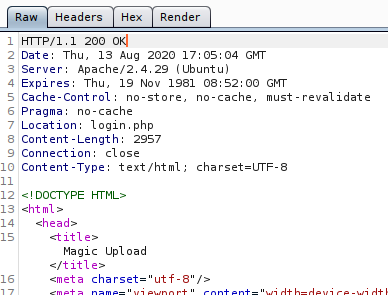 Raw Headers Hex Render
1 HTTP/1.1 200 OK
2 Date: Thu, 13 Aug 2020 17:05:04 GMT
3 Server: Apache/2.4.29 (Ubuntu)
4 Expires: Thu, 19 Nov 1981 08:52:00 GMT
5 Cache-Control: no-store, no-cache, must-revalidate
6 Pragma: no-cache
7 Location: login.php
8 Content-Length: 2957
9 Connection: close
10 Content-Type: text/html; charset=UTF-8
11
12 <!DOCTYPE HTML>
13 <html>
14 <head>
15 <title>
Magic Upload
</title>
16 <meta charset="utf-8"/>
17 <meta name="viewport" content="width=device-width